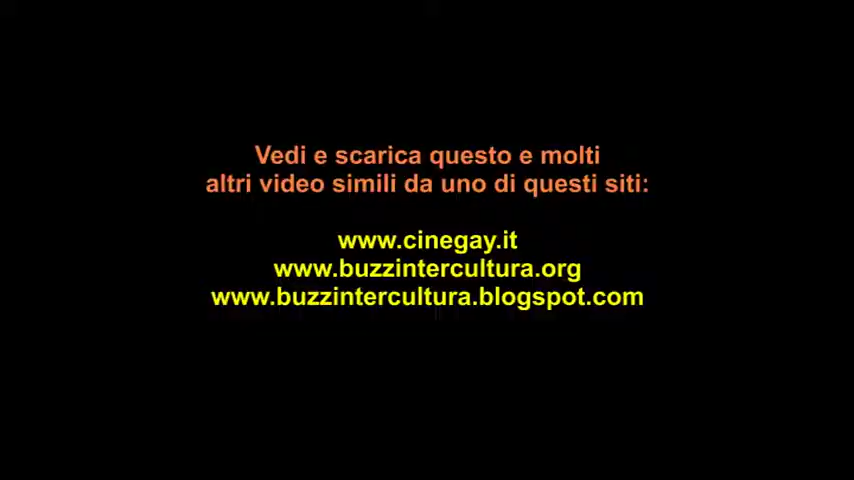 Vedi e scarica questo e molti
altri video simili da uno di questi siti:
www.cinegay.it
www.buzzintercultura.org
www.buzzintercultura.blogspot.com